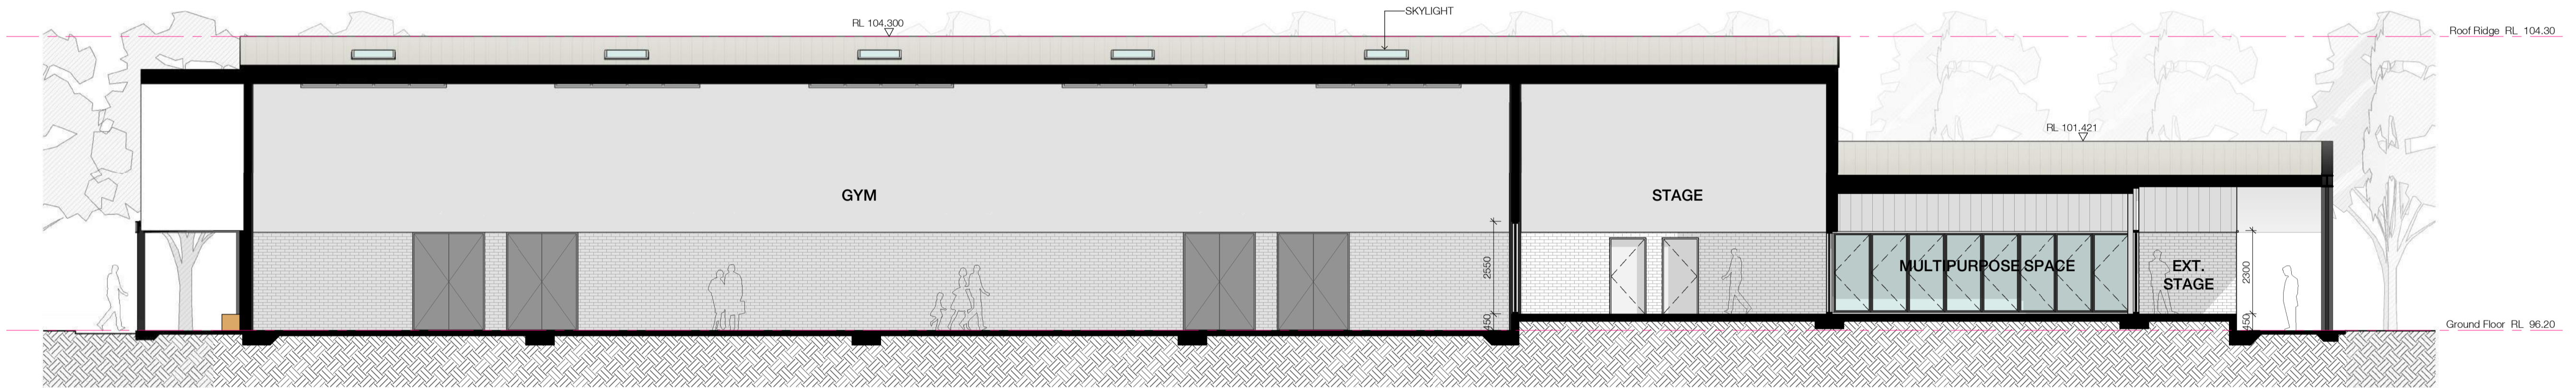 SKYLIGHT
RL 104.300
Roof Ridge RL 104.30
RL 101.421
GYM
STAGE
2550
450
MULTIPURPOSE SPACE
EXT.
STAGE
2300
450
Ground Floor RL 96.20